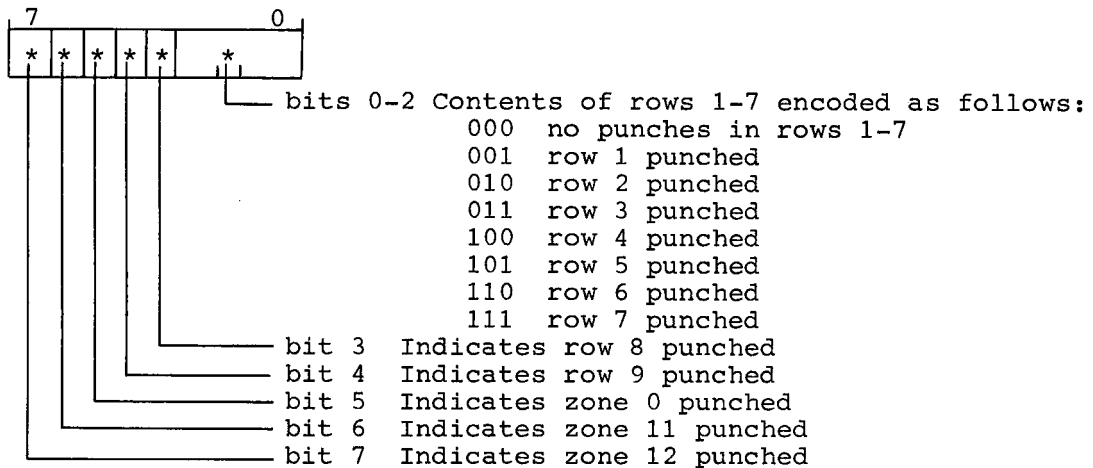 7 0
* * * * * *
bits 0-2 Contents of rows 1-7 encoded as follows:
000 no punches in rows 1-7
001 row 1 punched
010 row 2 punched
011 row 3 punched
100 row 4 punched
101 row 5 punched
110 row 6 punched
111 row 7 punched
bit 3 Indicates row 8 punched
bit 4 Indicates row 9 punched
bit 5 Indicates zone 0 punched
bit 6 Indicates zone 11 punched
bit 7 Indicates zone 12 punched